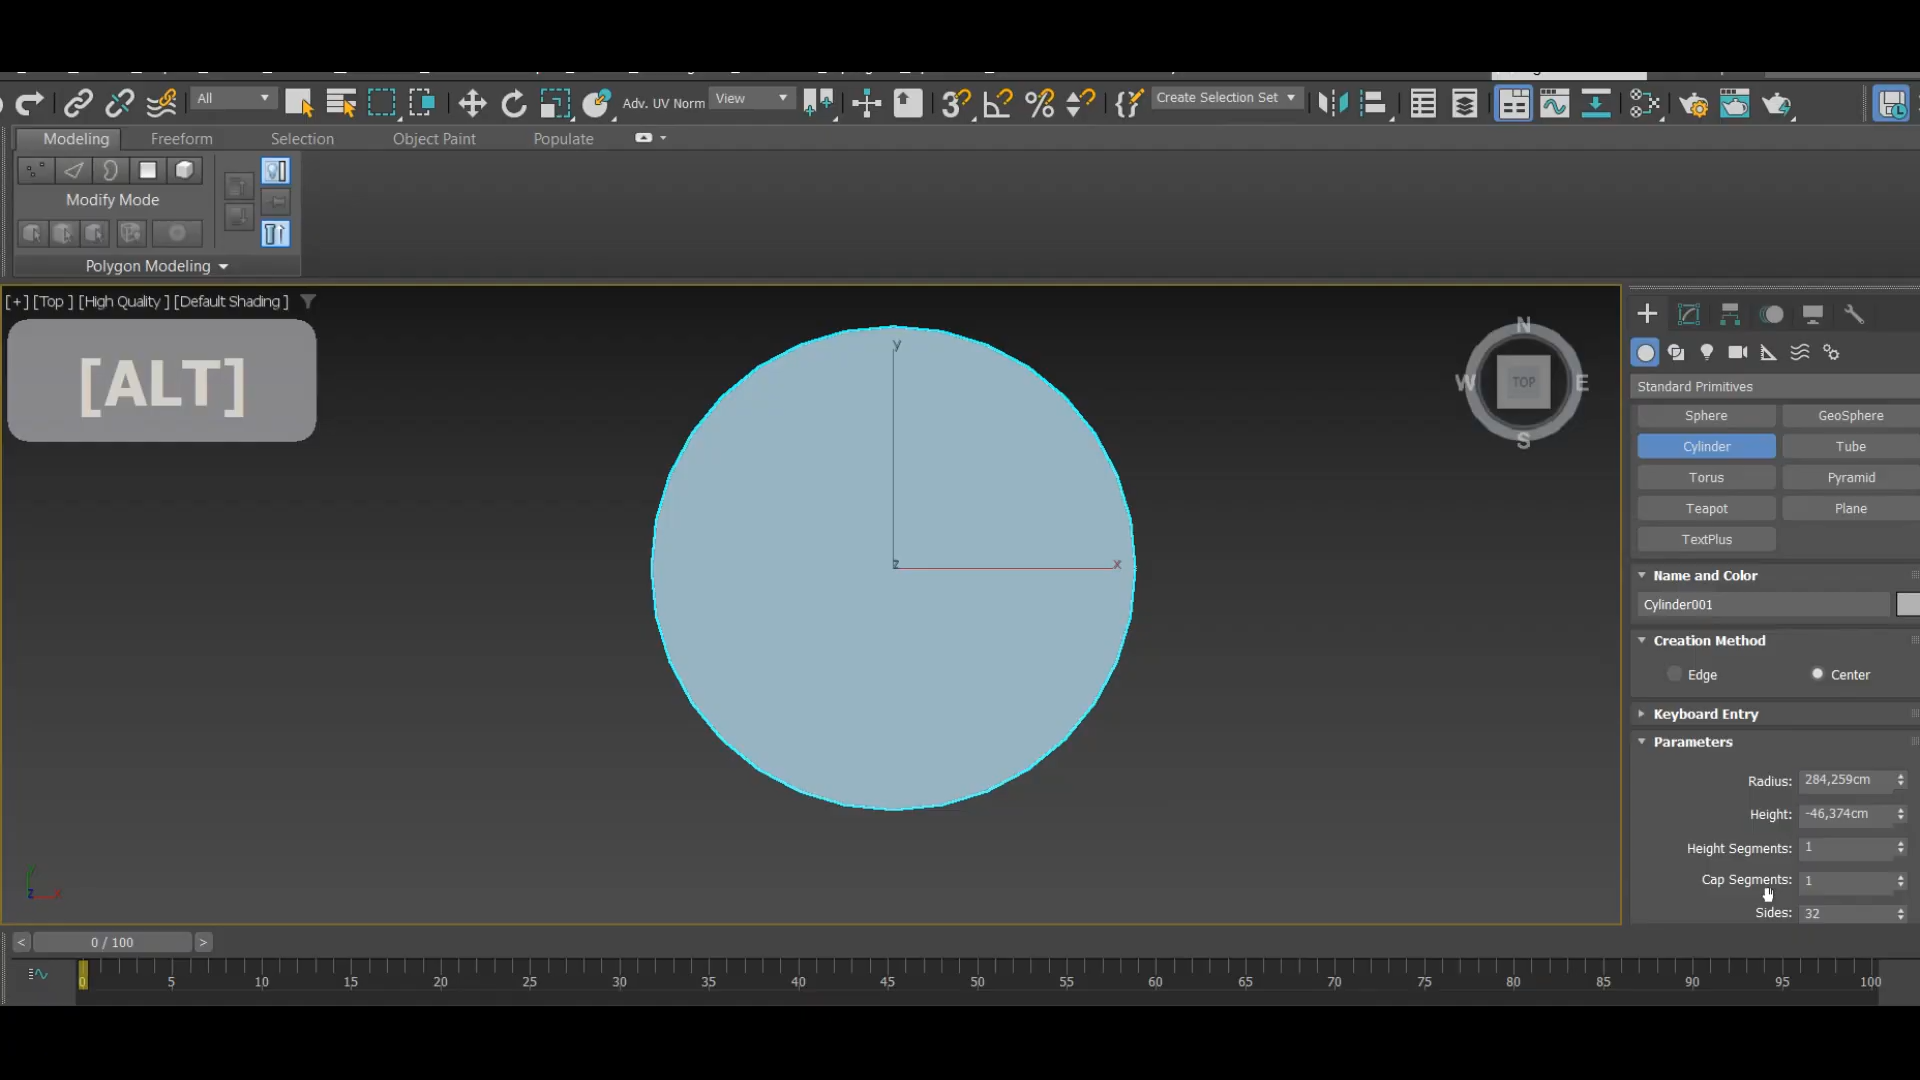 All
Adv. UV Norm
View
Create Selection Set
Modeling
Freeform
Selection
Object Paint
Populate
Modify Mode
Polygon Modeling
[+] [Top ] [High Quality ] [Default Shading ]
[ALT]
y
z
x
N
W
TOP
E
S
Standard Primitives
Sphere
GeoSphere
Cylinder
Tube
Torus
Pyramid
Teapot
Plane
TextPlus
Name and Color
Cylinder001
Creation Method
Edge
Center
Keyboard Entry
Parameters
Radius: 284,259cm
Height: -46,374cm
Height Segments: 1
Cap Segments: 1
Sides: 32
z x
< 0 / 100 >
0 5 10 15 20 25 30 35 40 45 50 55 60 65 70 75 80 85 90 95 100